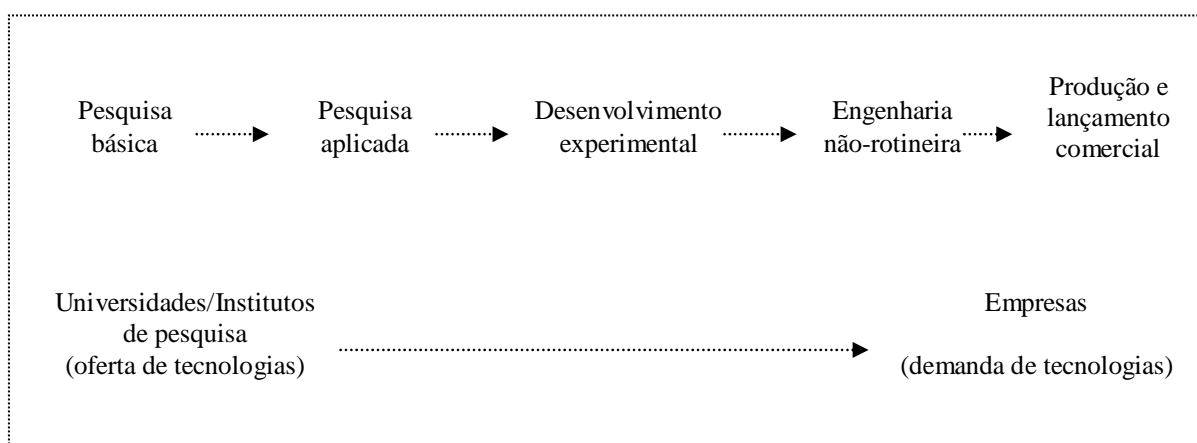 Pesquisa
básica
Pesquisa
aplicada
Desenvolvimento
experimental
Engenharia
não-rotineira
Produção e
lançamento
comercial
Universidades/Institutos
de pesquisa
(oferta de tecnologias)
Empresas
(demanda de tecnologias)